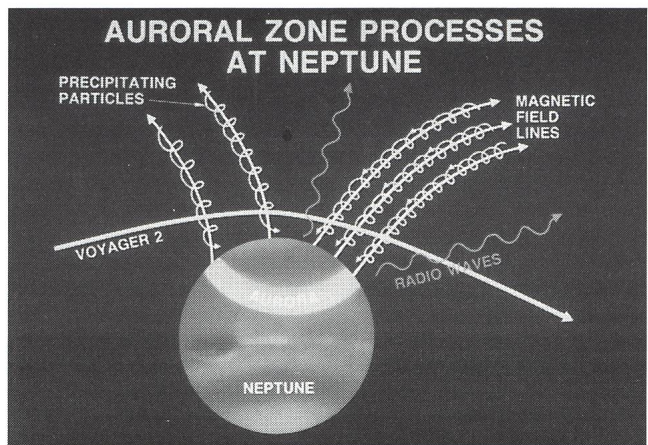 AURORAL ZONE PROCESSES
AT NEPTUNE
PRECIPITATING
PARTICLES
MAGNETIC
FIELD
LINES
VOYAGER 2
RADIO WAVES
AURORA
NEPTUNE